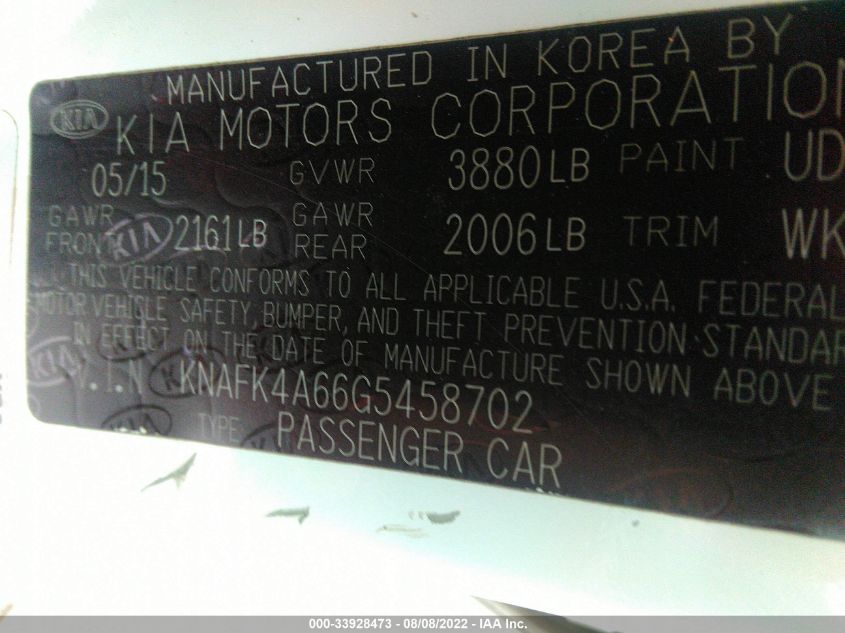 MANUFACTURED IN KOREA BY
KIA KIA MOTORS CORPORATION
05/15 GVWR 3880LB PAINT UD
GAWR FRONT 2161LB GAWR REAR 2006LB TRIM WK
THIS VEHICLE CONFORMS TO ALL APPLICABLE U.S.A. FEDERAL
MOTOR VEHICLE SAFETY, BUMPER, AND THEFT PREVENTION STANDAR
IN EFFECT ON THE DATE OF MANUFACTURE SHOWN ABOVE
V.I.N KNAFK4A66G5458702
TYPE PASSENGER CAR
000-33928473 - 08/08/2022 - IAA Inc.